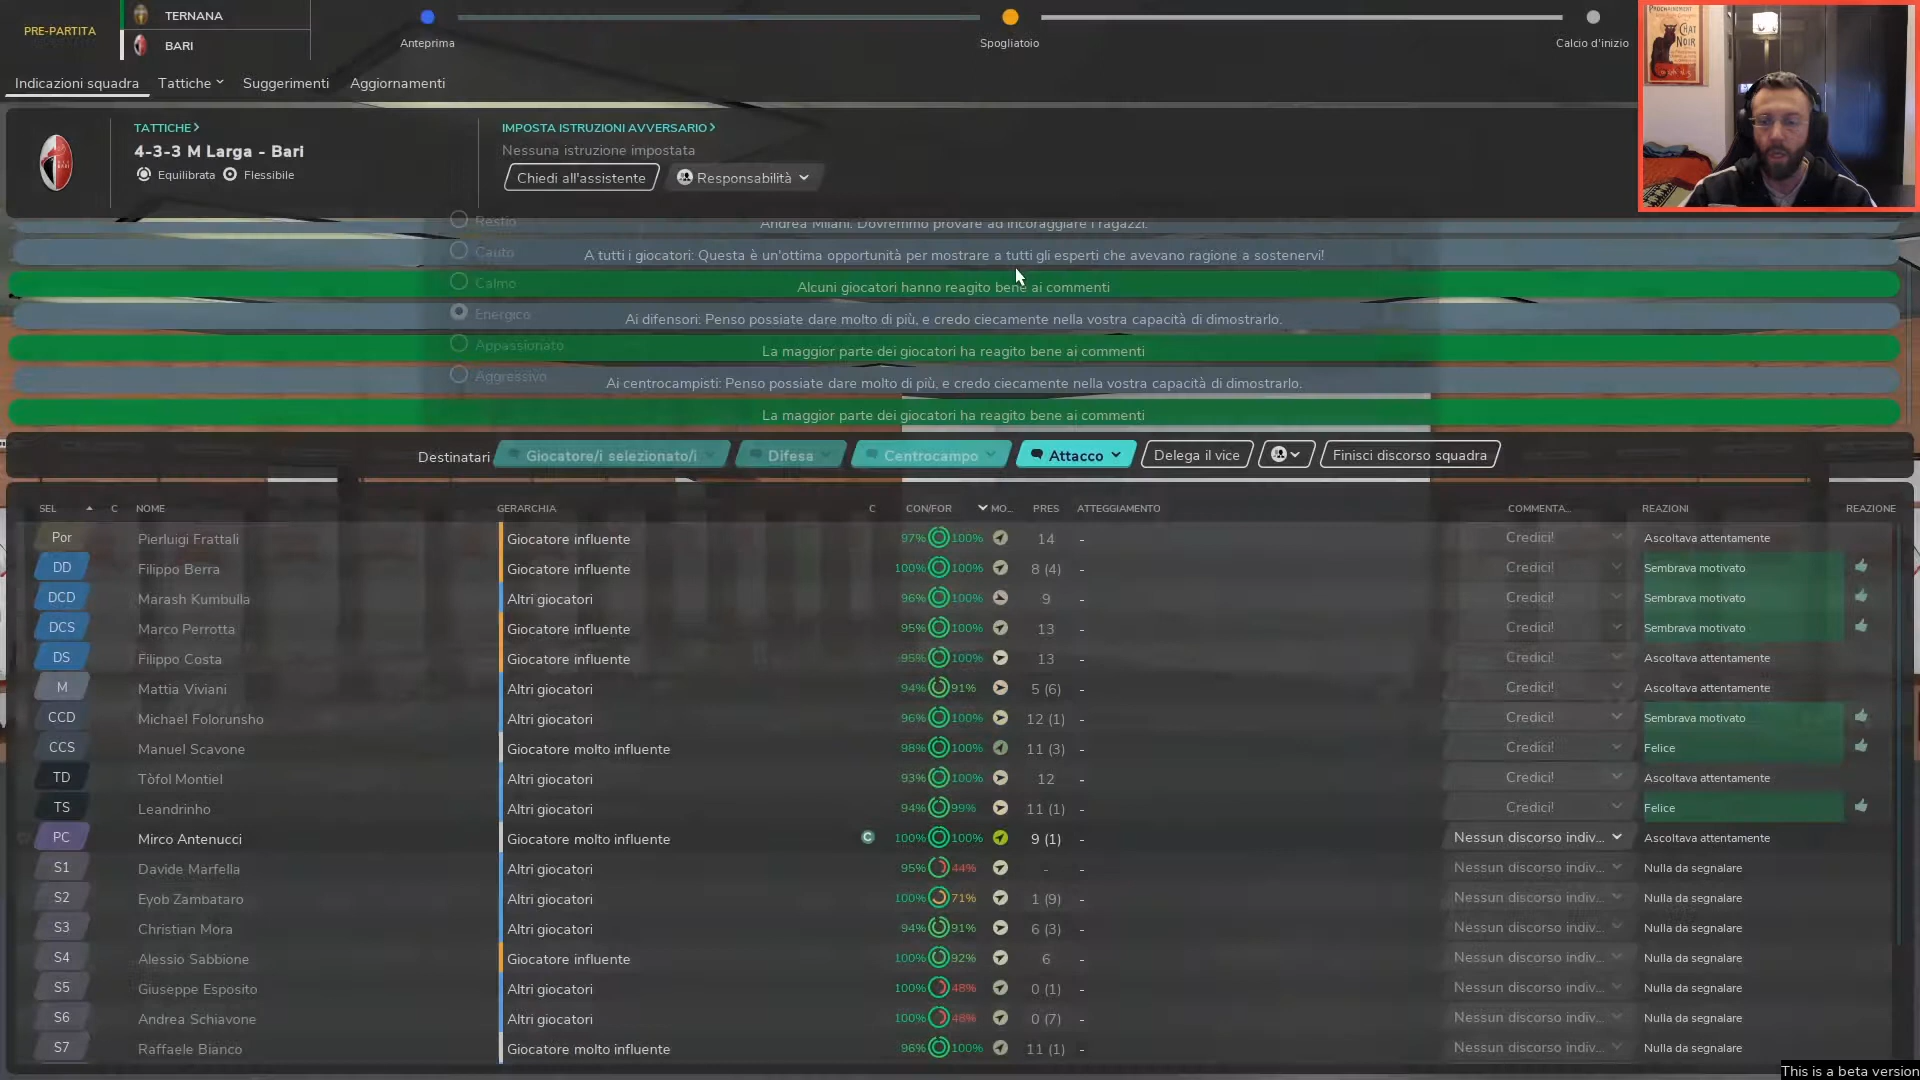 PRE-PARTITA
TERNANA
BARI
Anteprima
Spogliatoio
Calcio d'inizio
PROCHAINEMENT
CHAT
NOIR
Indicazioni squadra
Tattiche
Suggerimenti
Aggiornamenti
TATTICHE
4-3-3 M Larga - Bari
Equilibrata
Flessibile
IMPOSTA ISTRUZIONI AVVERSARIO
Nessuna istruzione impostata
Chiedi all'assistente
Responsabilità
Restio
Andrea Milani: Dovremmo provare ad incoraggiare i ragazzi.
Cauto
A tutti i giocatori: Questa è un'ottima opportunità per mostrare a tutti gli esperti che avevano ragione a sostenervi!
Calmo
Alcuni giocatori hanno reagito bene ai commenti
Energico
Ai difensori: Penso possiate dare molto di più, e credo ciecamente nella vostra capacità di dimostrarlo.
Appassionato
La maggior parte dei giocatori ha reagito bene ai commenti
Aggressivo
Ai centrocampisti: Penso possiate dare molto di più, e credo ciecamente nella vostra capacità di dimostrarlo.
La maggior parte dei giocatori ha reagito bene ai commenti
Destinatari
Giocatore/i selezionato/i
Difesa
Centrocampo
Attacco
Delega il vice
Finisci discorso squadra
SEL C NOME GERARCHIA C CON/FOR MO... PRES ATTEGGIAMENTO COMMENTA... REAZIONI REAZIONE
Por Pierluigi Frattali Giocatore influente 97% 100% 14 - Credici! Ascoltava attentamente
DD Filippo Berra Giocatore influente 100% 100% 8 (4) - Credici! Sembrava motivato
DCD Marash Kumbulla Altri giocatori 96% 100% 9 - Credici! Sembrava motivato
DCS Marco Perrotta Giocatore influente 95% 100% 13 - Credici! Sembrava motivato
DS Filippo Costa Giocatore influente 95% 100% 13 - Credici! Ascoltava attentamente
M Mattia Viviani Altri giocatori 94% 91% 5 (6) - Credici! Ascoltava attentamente
CCD Michael Folorunsho Altri giocatori 96% 100% 12 (1) - Credici! Sembrava motivato
CCS Manuel Scavone Giocatore molto influente 98% 100% 11 (3) - Credici! Felice
TD Tòfol Montiel Altri giocatori 93% 100% 12 - Credici! Ascoltava attentamente
TS Leandrinho Altri giocatori 94% 99% 11 (1) - Credici! Felice
PC Mirco Antenucci Giocatore molto influente C 100% 100% 9 (1) - Nessun discorso indiv... Ascoltava attentamente
S1 Davide Marfella Altri giocatori 95% 44% - - Nessun discorso indiv... Nulla da segnalare
S2 Eyob Zambataro Altri giocatori 100% 71% 1 (9) - Nessun discorso indiv... Nulla da segnalare
S3 Christian Mora Altri giocatori 94% 91% 6 (3) - Nessun discorso indiv... Nulla da segnalare
S4 Alessio Sabbione Giocatore influente 100% 92% 6 - Nessun discorso indiv... Nulla da segnalare
S5 Giuseppe Esposito Altri giocatori 100% 48% 0 (1) - Nessun discorso indiv... Nulla da segnalare
S6 Andrea Schiavone Altri giocatori 100% 48% 0 (7) - Nessun discorso indiv... Nulla da segnalare
S7 Raffaele Bianco Giocatore molto influente 96% 100% 11 (1) - Nessun discorso indiv... Nulla da segnalare
This is a beta version